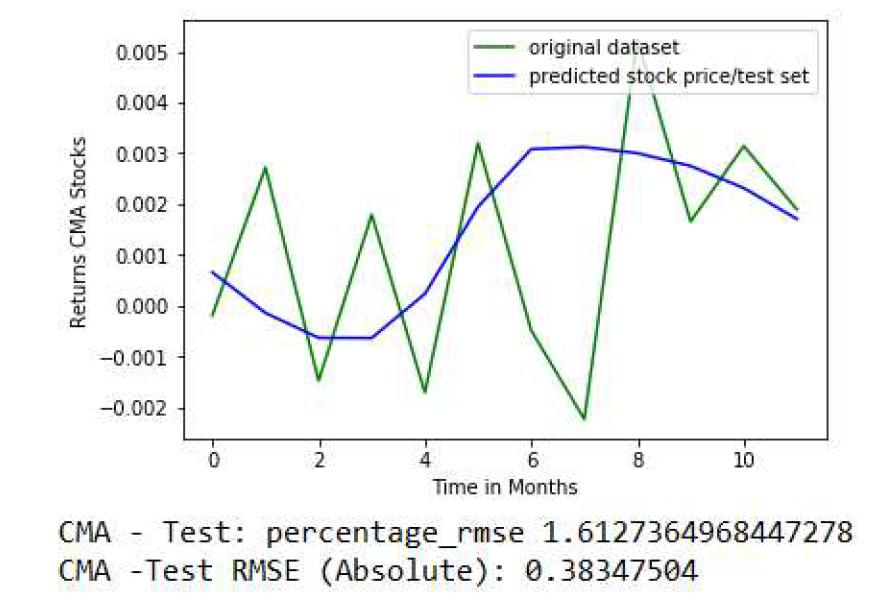 original dataset
predicted stock price/test set
0.005
0.004
0.003
0.002
0.001
0.000
−0.001
−0.002
Returns CMA Stocks
0 2 4 6 8 10
Time in Months
CMA - Test: percentage_rmse 1.6127364968447278
CMA -Test RMSE (Absolute): 0.38347504